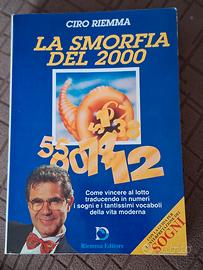 CIRO RIEMMA
LA SMORFIA
DEL 2000
Come vincere al lotto
traducendo in numeri
i sogni e i tantissimi vocaboli
della vita moderna
SOGNI
Riemma Editore